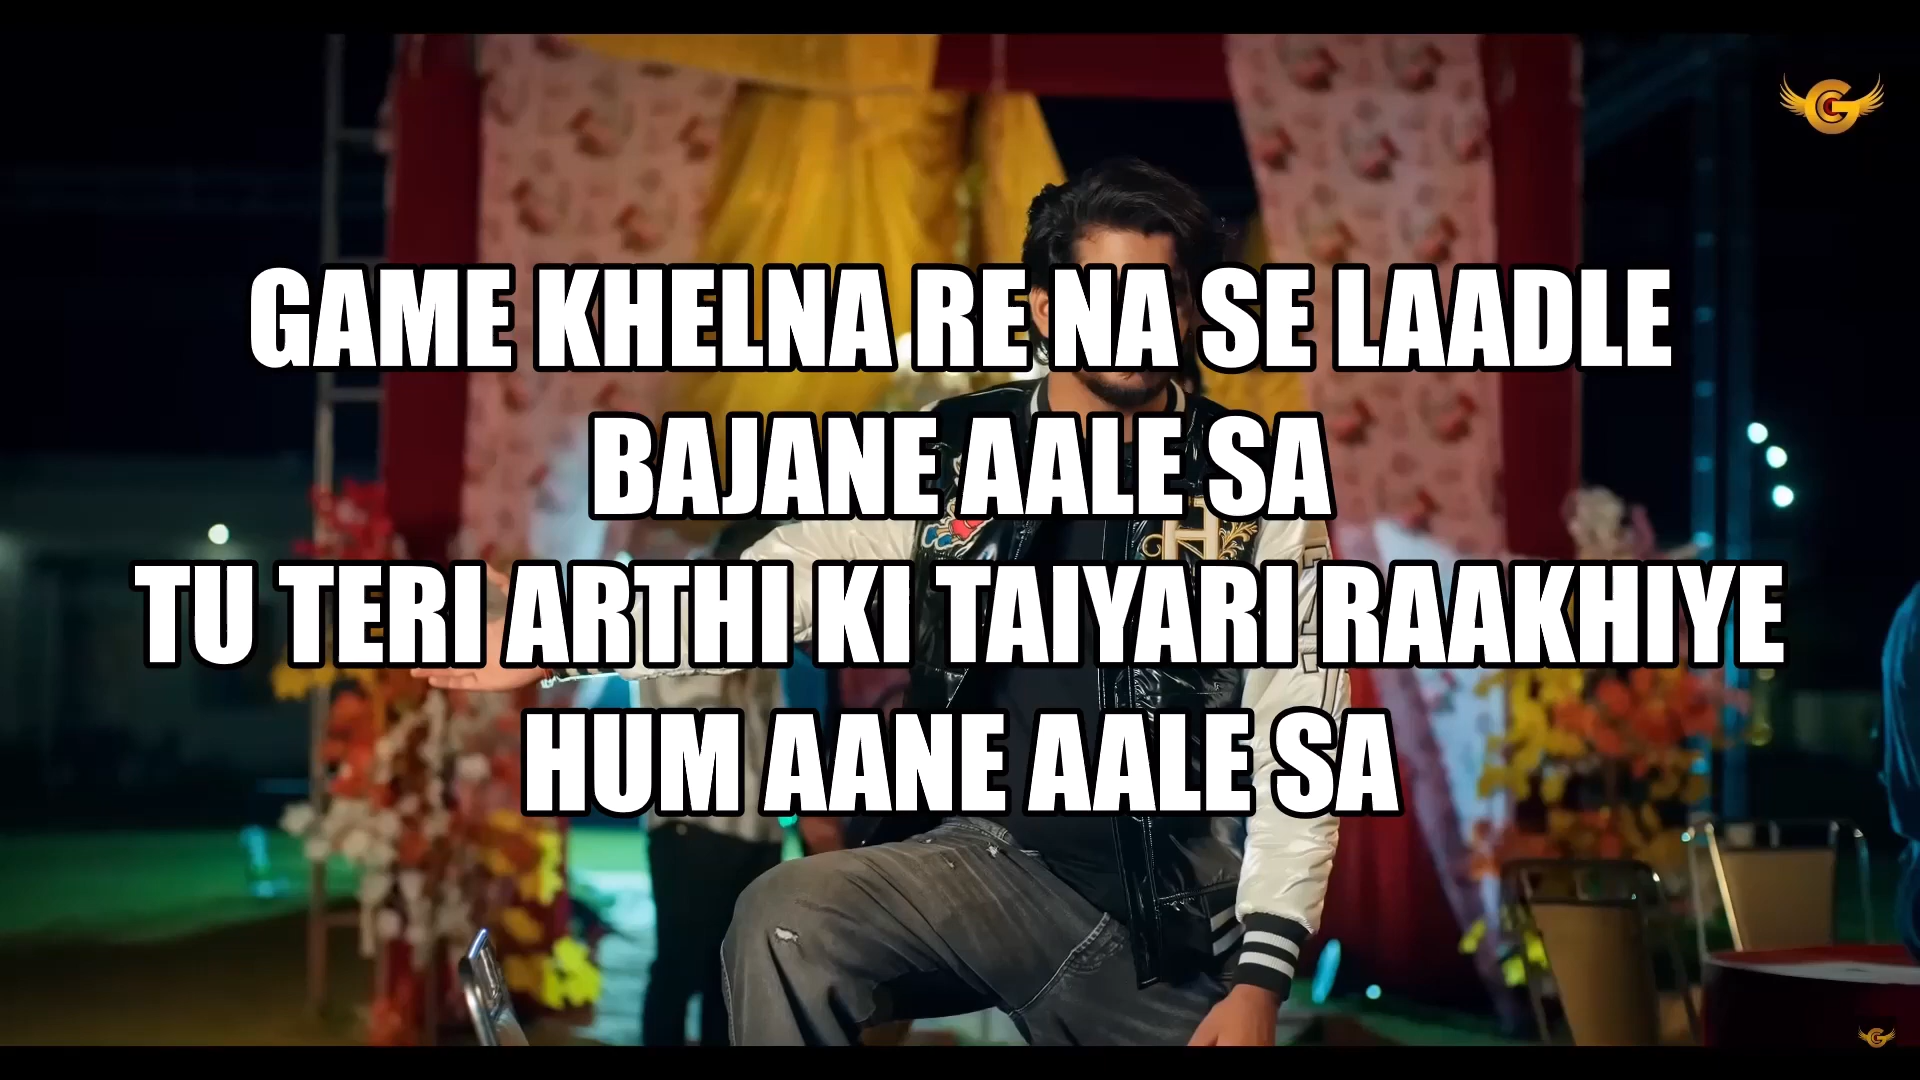 GAME KHELNA RE NA SE LAADLE
BAJANE AALE SA
TU TERI ARTHI KI TAIYARI RAAKHIYE
HUM AANE AALE SA